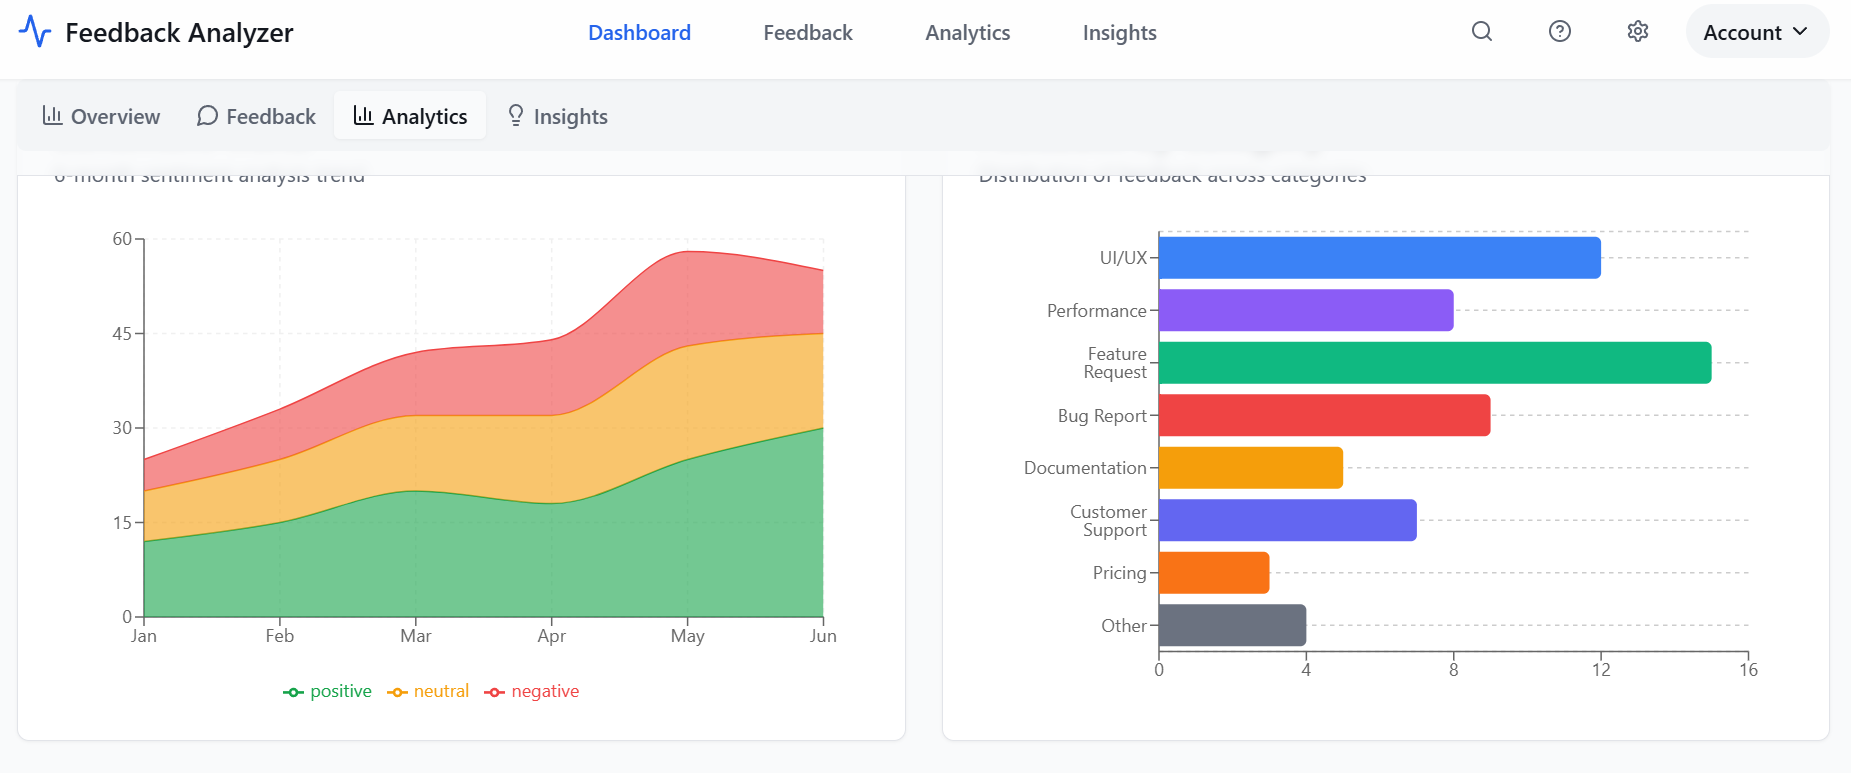 Feedback Analyzer
Dashboard
Feedback
Analytics
Insights
Account
Overview
Feedback
Analytics
Insights
6-month sentiment analysis trend
60
45
30
15
0
Jan
Feb
Mar
Apr
May
Jun
positive
neutral
negative
Distribution of feedback across categories
UI/UX
Performance
Feature
Request
Bug Report
Documentation
Customer
Support
Pricing
Other
0
4
8
12
16